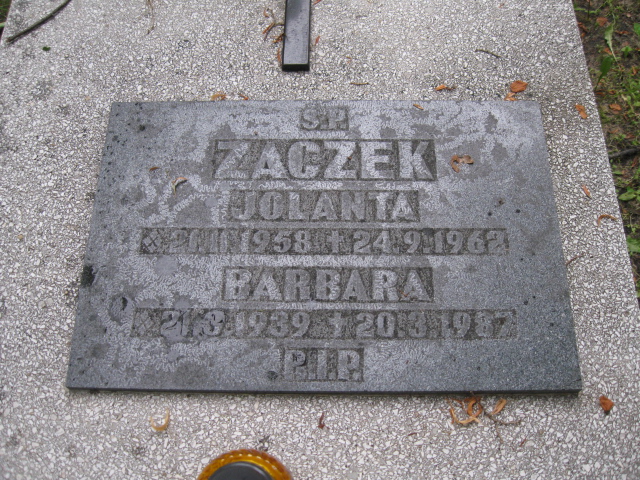 Ś.P.
ZACZEK
JOLANTA
1958 ✝ 24.9.1962
BARBARA
* 21.3.1939 ✝ 20.3.1987
P.I.P.